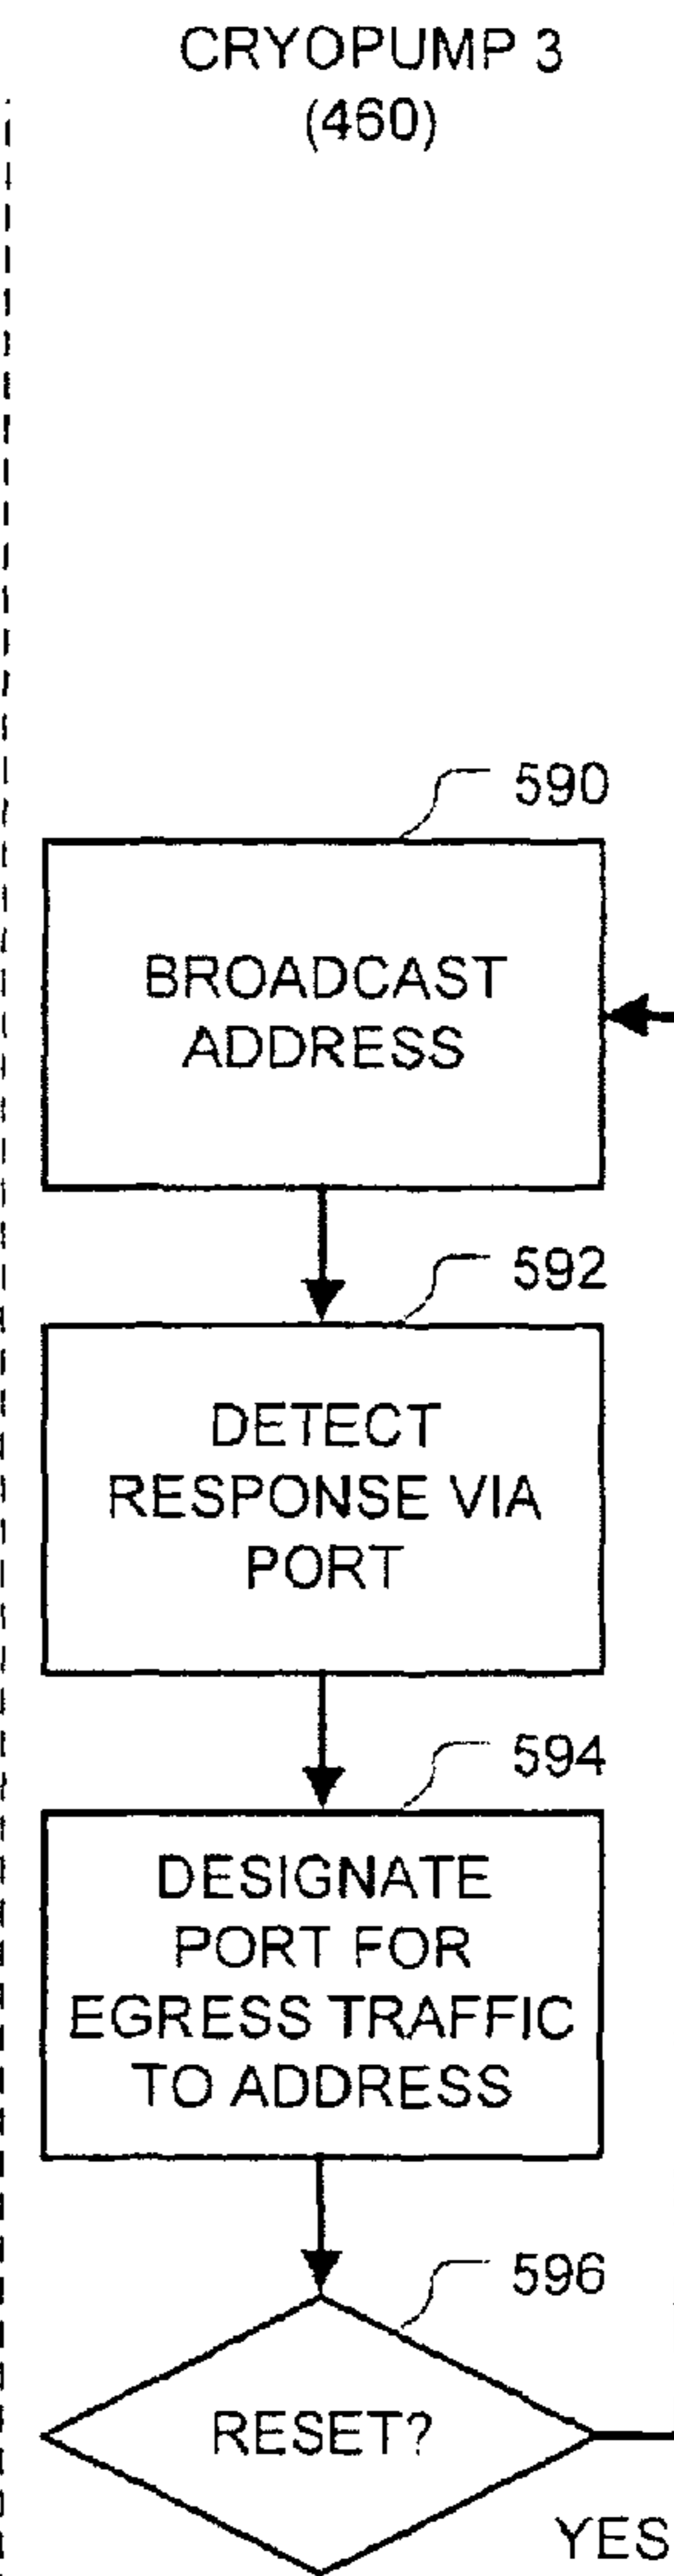 CRYOPUMP 3
(460)
590
BROADCAST
ADDRESS
592
DETECT
RESPONSE VIA
PORT
594
DESIGNATE
PORT FOR
EGRESS TRAFFIC
TO ADDRESS
596
RESET?
YES